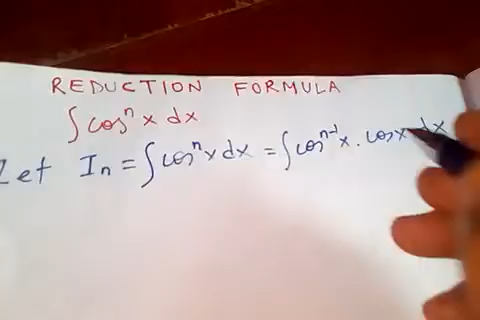 REDUCTION FORMULA
∫ cosⁿ x dx
Let Iₙ = ∫ cosⁿ x dx = ∫ cosⁿ⁻¹ x . cos x dx